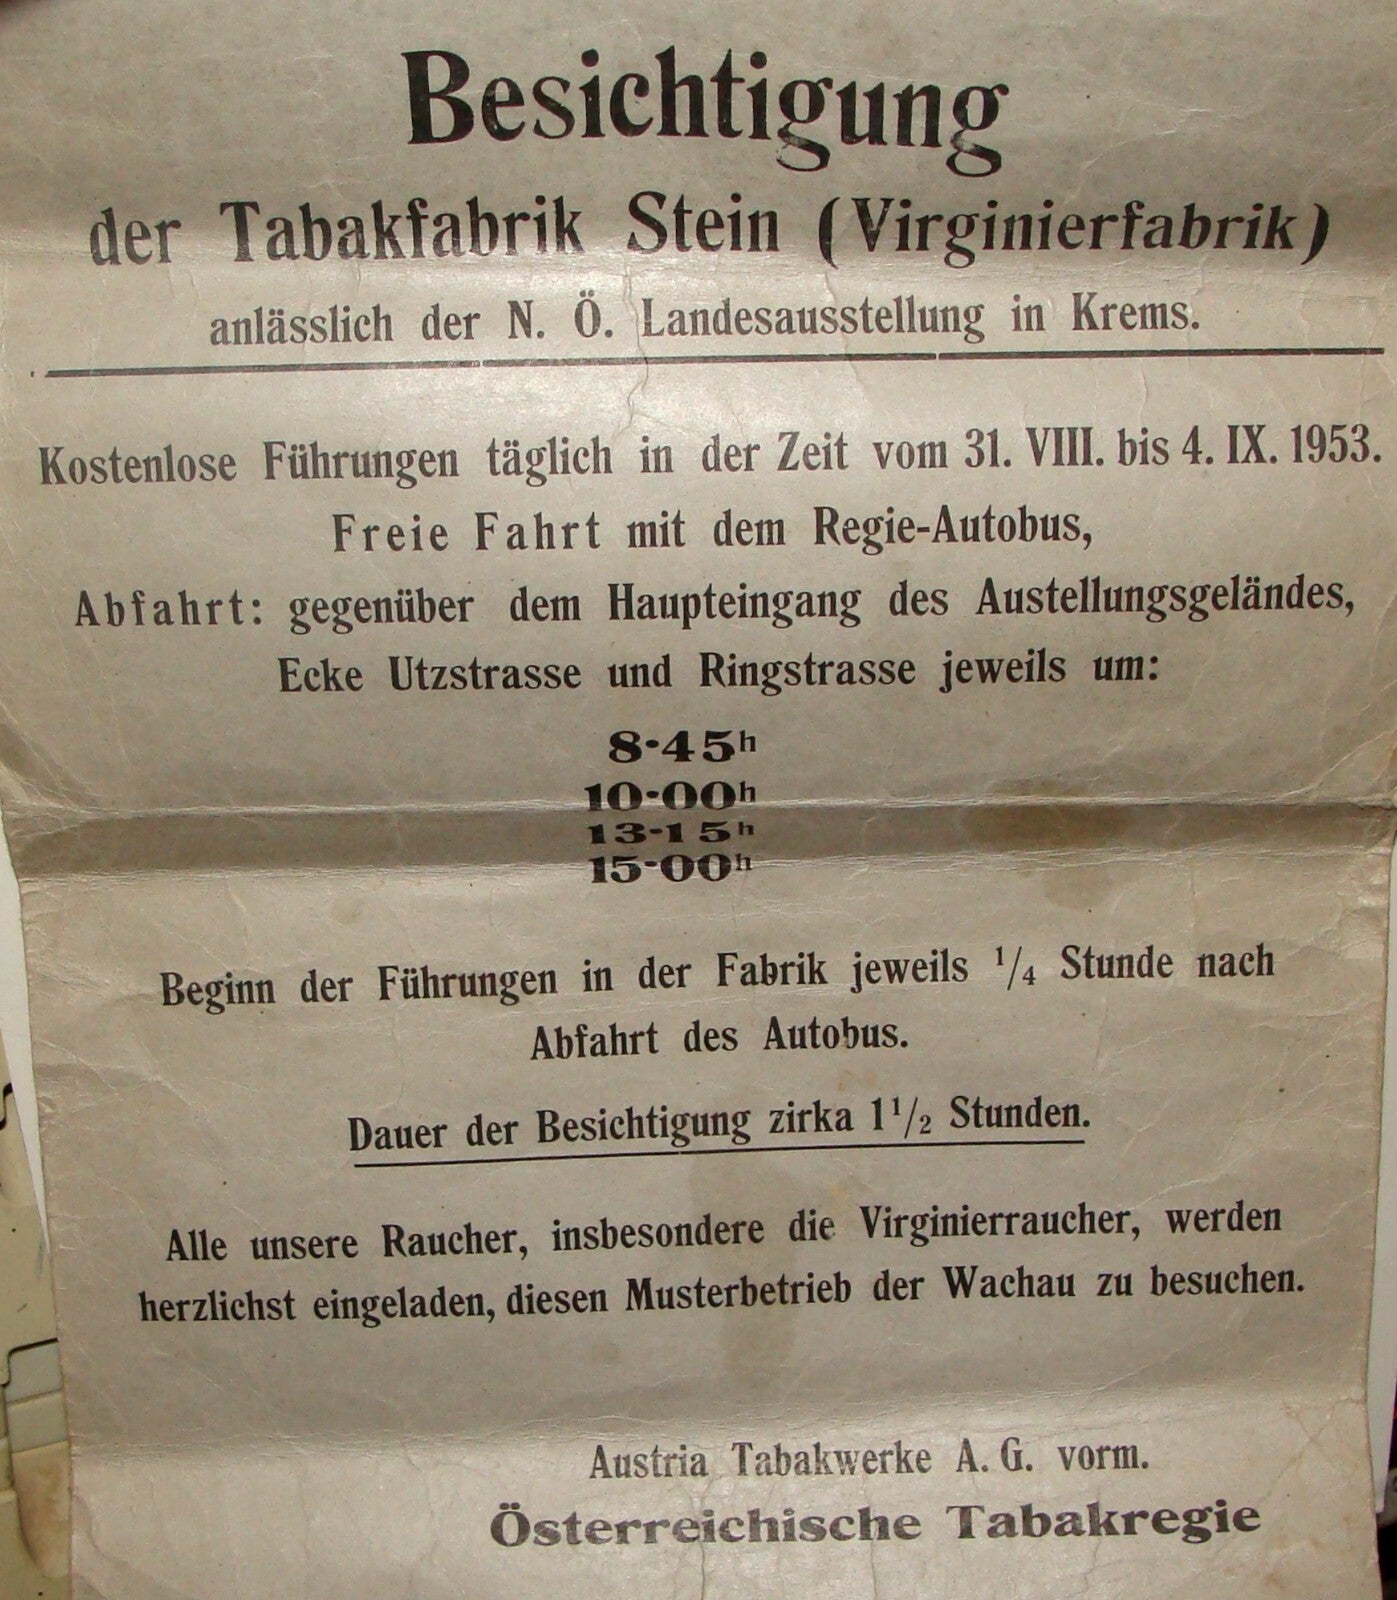 Besichtigung
der Tabakfabrik Stein (Virginierfabrik)
anlässlich der N. Ö. Landesausstellung in Krems.
Kostenlose Führungen täglich in der Zeit vom 31. VIII. bis 4. IX. 1953.
Freie Fahrt mit dem Regie-Autobus,
Abfahrt: gegenüber dem Haupteingang des Austellungsgeländes,
Ecke Utzstrasse und Ringstrasse jeweils um:
8·45h
10·00h
13·15h
15·00h
Beginn der Führungen in der Fabrik jeweils 1/4 Stunde nach
Abfahrt des Autobus.
Dauer der Besichtigung zirka 1 1/2 Stunden.
Alle unsere Raucher, insbesondere die Virginierraucher, werden
herzlichst eingeladen, diesen Musterbetrieb der Wachau zu besuchen.
Austria Tabakwerke A. G. vorm.
Österreichische Tabakregie